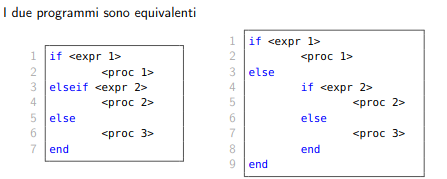 I due programmi sono equivalenti
1 if <expr 1>
2 <proc 1>
3 elseif <expr 2>
4 <proc 2>
5 else
6 <proc 3>
7 end
1 if <expr 1>
2 <proc 1>
3 else
4 if <expr 2>
5 <proc 2>
6 else
7 <proc 3>
8 end
9 end